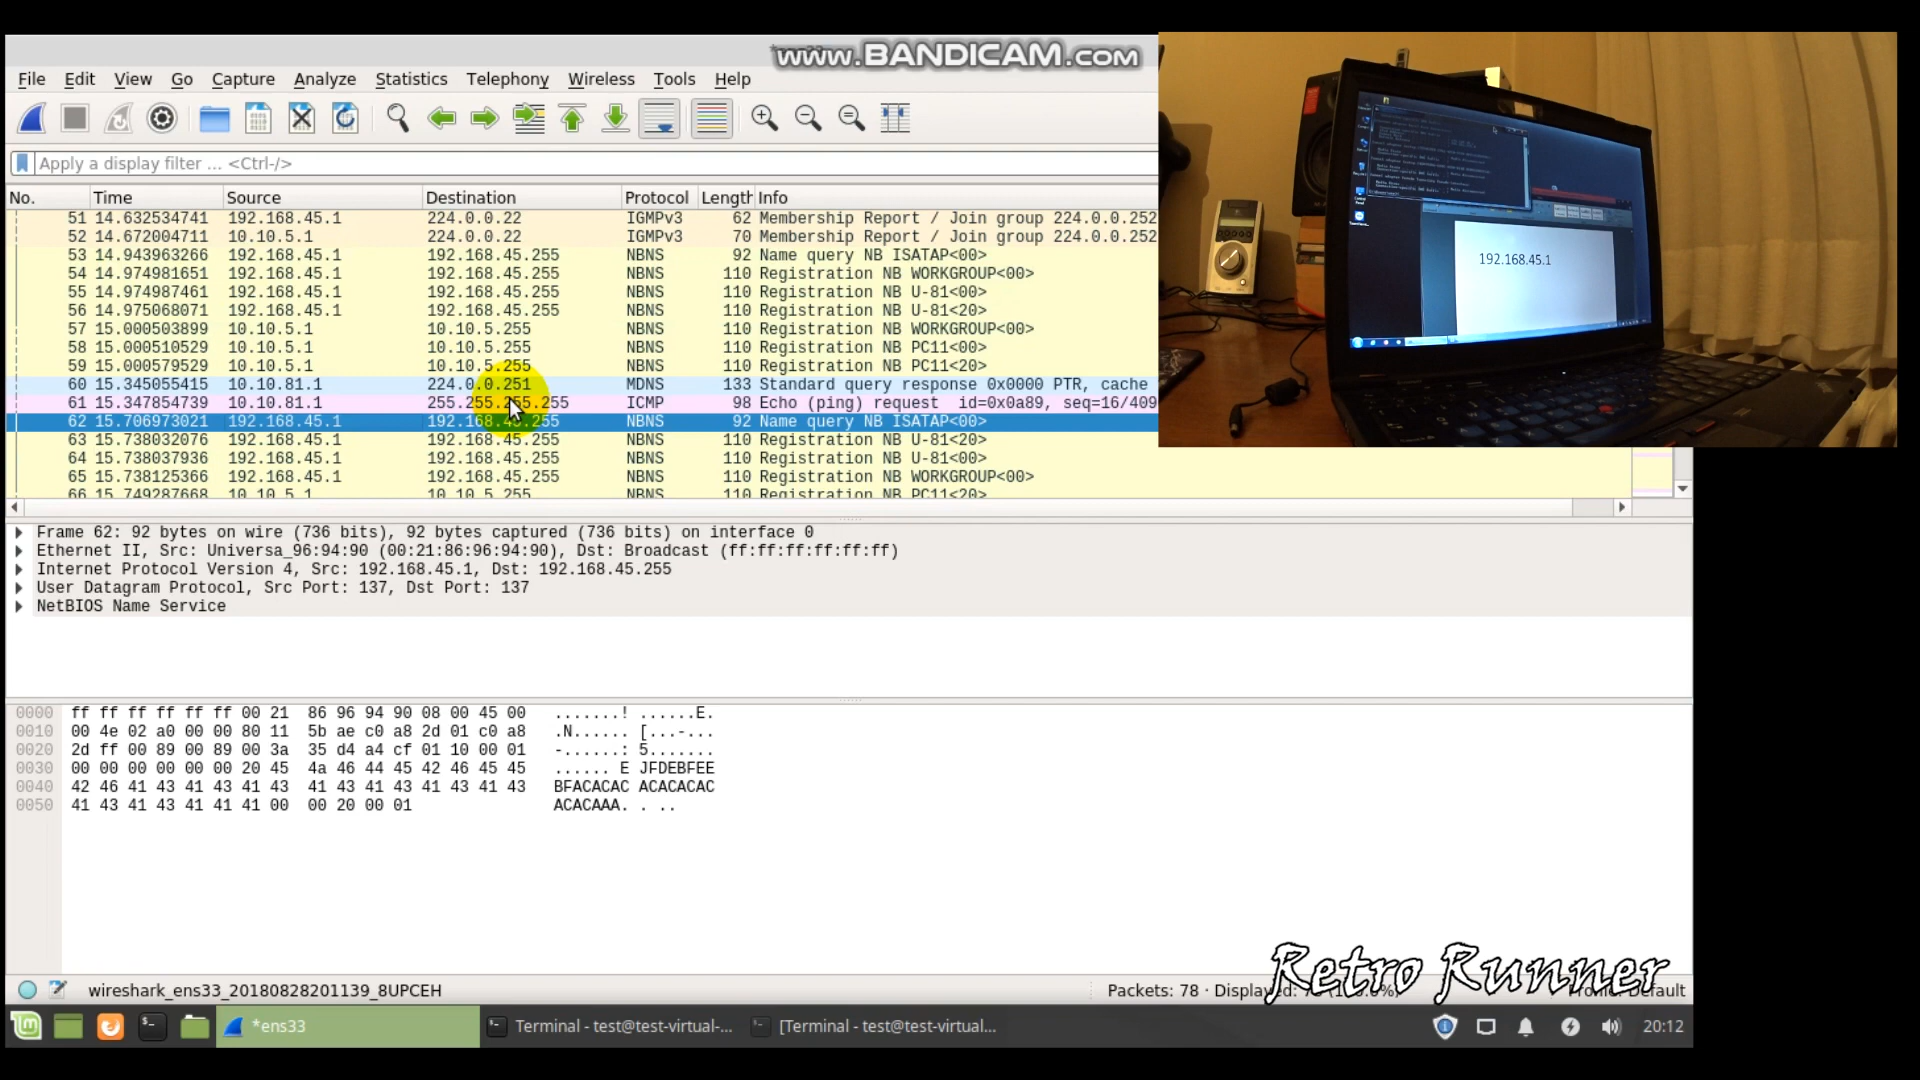 www.BANDICAM.com
File Edit View Go Capture Analyze Statistics Telephony Wireless Tools Help
Apply a display filter ... <Ctrl-/>
No. Time Source Destination Protocol Length Info
51 14.632534741 192.168.45.1 224.0.0.22 IGMPv3 62 Membership Report / Join group 224.0.0.252
52 14.672004711 10.10.5.1 224.0.0.22 IGMPv3 70 Membership Report / Join group 224.0.0.252
53 14.943963266 192.168.45.1 192.168.45.255 NBNS 92 Name query NB ISATAP<00>
54 14.974981651 192.168.45.1 192.168.45.255 NBNS 110 Registration NB WORKGROUP<00>
55 14.974987461 192.168.45.1 192.168.45.255 NBNS 110 Registration NB U-81<00>
56 14.975068071 192.168.45.1 192.168.45.255 NBNS 110 Registration NB U-81<20>
57 15.000503899 10.10.5.1 10.10.5.255 NBNS 110 Registration NB WORKGROUP<00>
58 15.000510529 10.10.5.1 10.10.5.255 NBNS 110 Registration NB PC11<00>
59 15.000579529 10.10.5.1 10.10.5.255 NBNS 110 Registration NB PC11<20>
60 15.345055415 10.10.81.1 224.0.0.251 MDNS 133 Standard query response 0x0000 PTR, cache
61 15.347854739 10.10.81.1 255.255.255.255 ICMP 98 Echo (ping) request id=0x0a89, seq=16/409
62 15.706973021 192.168.45.1 192.168.45.255 NBNS 92 Name query NB ISATAP<00>
63 15.738032076 192.168.45.1 192.168.45.255 NBNS 110 Registration NB U-81<20>
64 15.738037936 192.168.45.1 192.168.45.255 NBNS 110 Registration NB U-81<00>
65 15.738125366 192.168.45.1 192.168.45.255 NBNS 110 Registration NB WORKGROUP<00>
66 15.749287668 10.10.5.1 10.10.5.255 NBNS 110 Registration NB PC11<20>
192.168.45.1
Frame 62: 92 bytes on wire (736 bits), 92 bytes captured (736 bits) on interface 0
Ethernet II, Src: Universa_96:94:90 (00:21:86:96:94:90), Dst: Broadcast (ff:ff:ff:ff:ff:ff)
Internet Protocol Version 4, Src: 192.168.45.1, Dst: 192.168.45.255
User Datagram Protocol, Src Port: 137, Dst Port: 137
NetBIOS Name Service
0000 ff ff ff ff ff ff 00 21 86 96 94 90 08 00 45 00 .......! ......E.
0010 00 4e 02 a0 00 00 80 11 5b ae c0 a8 2d 01 c0 a8 .N...... [...-...
0020 2d ff 00 89 00 89 00 3a 35 d4 a4 cf 01 10 00 01 -......: 5.......
0030 00 00 00 00 00 00 20 45 4a 46 44 45 42 46 45 45 ...... E JFDEBFEE
0040 42 46 41 43 41 43 41 43 41 43 41 43 41 43 41 43 BFACACAC ACACACAC
0050 41 43 41 43 41 41 41 00 00 20 00 01 ACACAAA. . ..
Retro Runner
wireshark_ens33_20180828201139_8UPCEH Packets: 78 · Displayed: Default
*ens33 Terminal - test@test-virtual-... [Terminal - test@test-virtual... 20:12